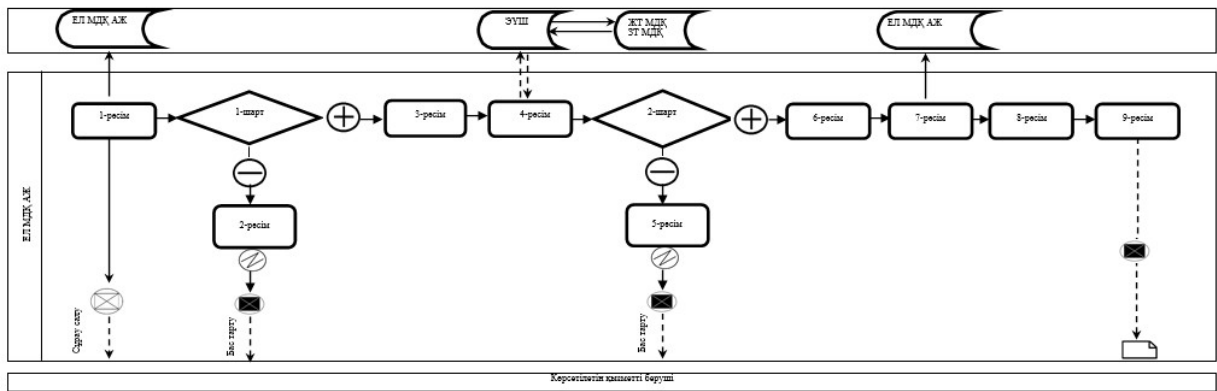 ЕЛ МДҚ АЖ
ЭҮШ
ЖТ МДҚ
ЗТ МДҚ
ЕЛ МДҚ АЖ
ЕЛ МДҚ АЖ
1-рәсім
1-шарт
3-рәсім
4-рәсім
2-шарт
6-рәсім
7-рәсім
8-рәсім
9-рәсім
2-рәсім
5-рәсім
Сұрау салу
Бас тарту
Бас тарту
Көрсетілетін қызметті беруші